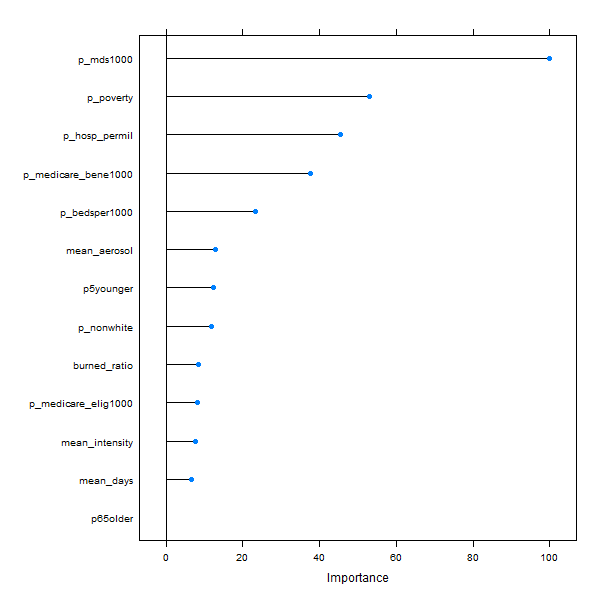 p_mds1000
p_poverty
p_hosp_permil
p_medicare_bene1000
p_bedsper1000
mean_aerosol
p5younger
p_nonwhite
burned_ratio
p_medicare_elig1000
mean_intensity
mean_days
p65older
0 20 40 60 80 100
Importance